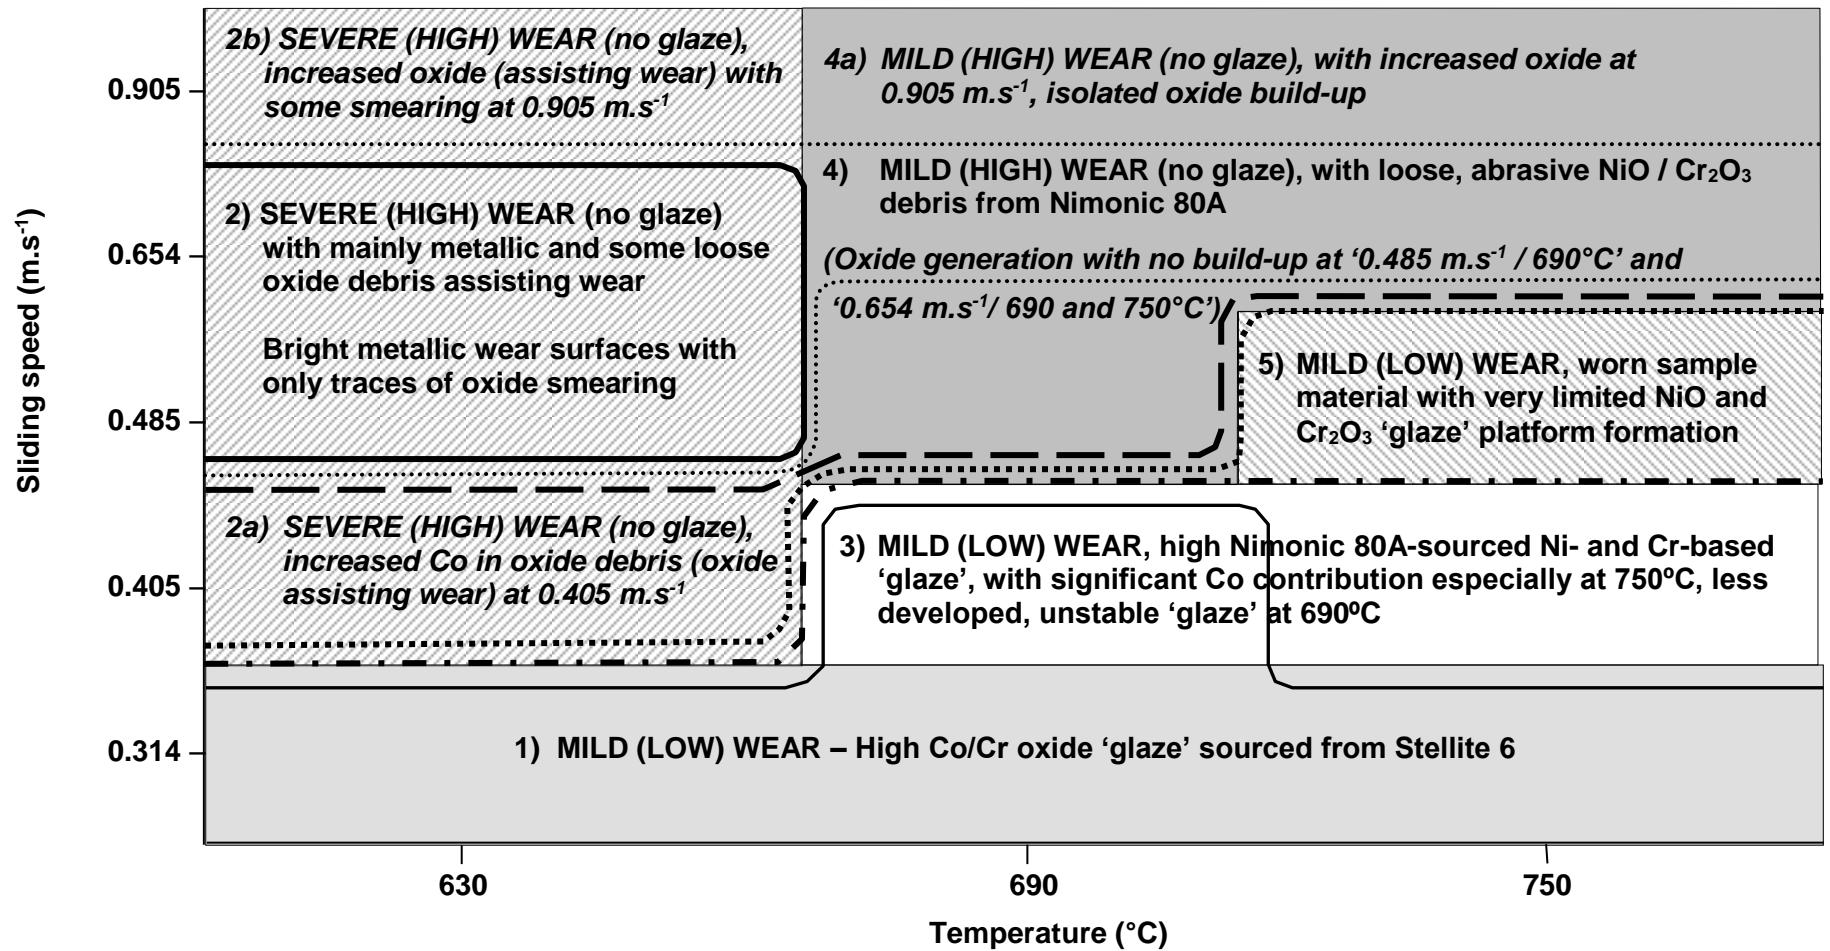 2b) SEVERE (HIGH) WEAR (no glaze),
increased oxide (assisting wear) with
some smearing at 0.905 m.s⁻¹
4a) MILD (HIGH) WEAR (no glaze), with increased oxide at
0.905 m.s⁻¹, isolated oxide build-up
4) MILD (HIGH) WEAR (no glaze), with loose, abrasive NiO / Cr₂O₃
debris from Nimonic 80A
(Oxide generation with no build-up at ‘0.485 m.s⁻¹ / 690°C’ and
‘0.654 m.s⁻¹/ 690 and 750°C’)
2) SEVERE (HIGH) WEAR (no glaze)
with mainly metallic and some loose
oxide debris assisting wear
Bright metallic wear surfaces with
only traces of oxide smearing
5) MILD (LOW) WEAR, worn sample
material with very limited NiO and
Cr₂O₃ ‘glaze’ platform formation
2a) SEVERE (HIGH) WEAR (no glaze),
increased Co in oxide debris (oxide
assisting wear) at 0.405 m.s⁻¹
3) MILD (LOW) WEAR, high Nimonic 80A-sourced Ni- and Cr-based
‘glaze’, with significant Co contribution especially at 750ºC, less
developed, unstable ‘glaze’ at 690ºC
1) MILD (LOW) WEAR – High Co/Cr oxide ‘glaze’ sourced from Stellite 6
Sliding speed (m.s⁻¹)
0.905
0.654
0.485
0.405
0.314
630
690
750
Temperature (°C)